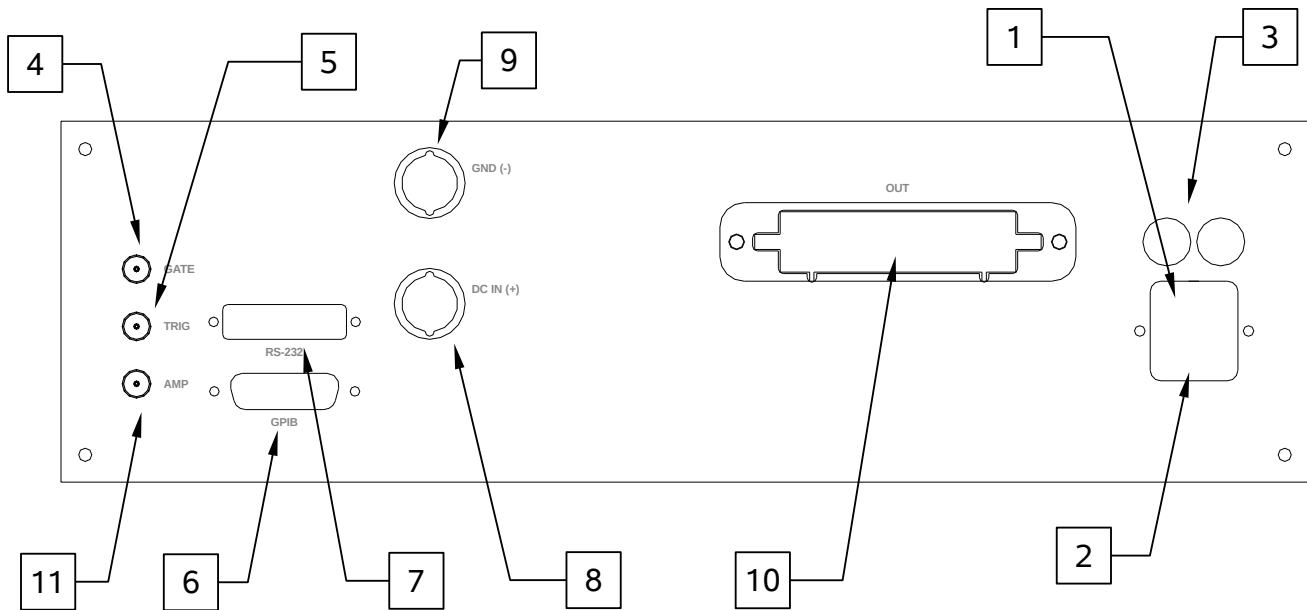 4
5
9
1
3
GND (-)
OUT
GATE
DC IN (+)
TRIG
RS-232
AMP
GPIB
11
6
7
8
10
2